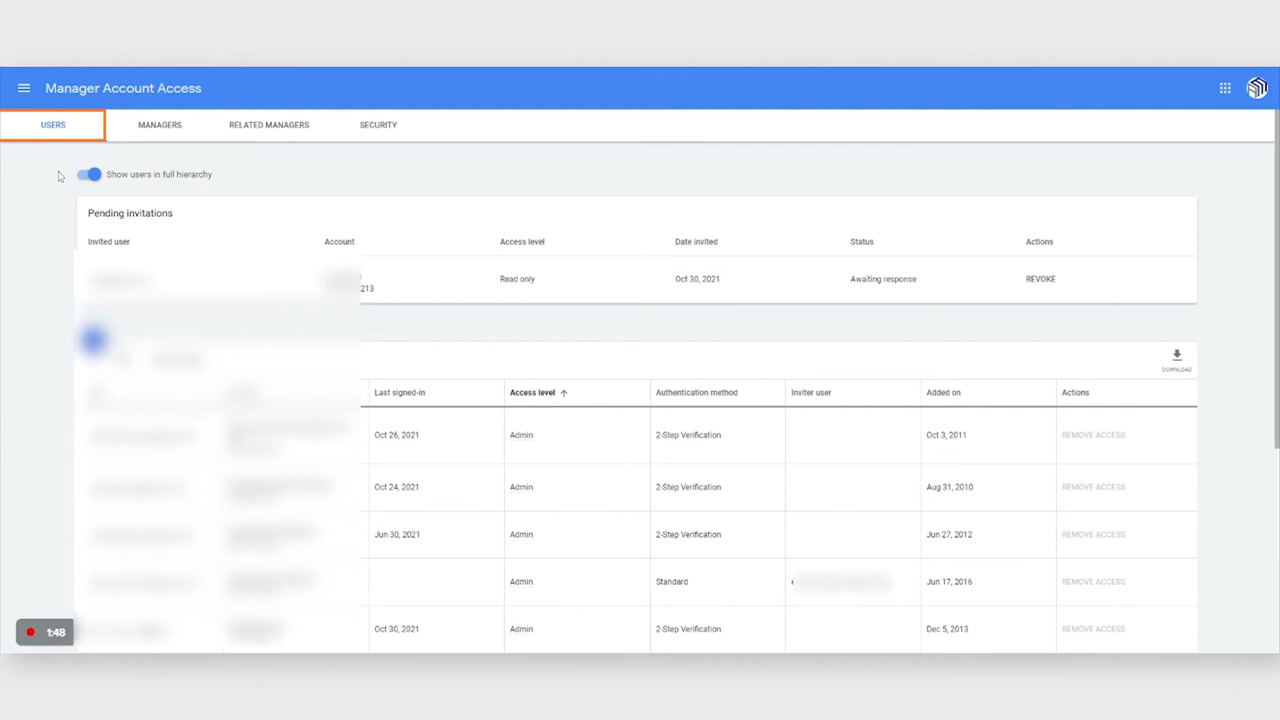 Manager Account Access
USERS MANAGERS RELATED MANAGERS SECURITY
Show users in full hierarchy
Pending invitations
Invited user Account Access level Date invited Status Actions
Read only Oct 30, 2021 Awaiting response REVOKE
213
DOWNLOAD
Last signed-in Access level Authentication method Inviter user Added on Actions
Oct 26, 2021 Admin 2-Step Verification Oct 3, 2011 REMOVE ACCESS
Oct 24, 2021 Admin 2-Step Verification Aug 31, 2010 REMOVE ACCESS
Jun 30, 2021 Admin 2-Step Verification Jun 27, 2012 REMOVE ACCESS
Admin Standard Jun 17, 2016 REMOVE ACCESS
Oct 30, 2021 Admin 2-Step Verification Dec 5, 2013 REMOVE ACCESS
1:48